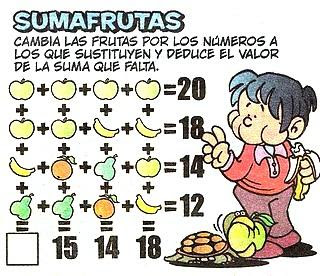 SUMAFRUTAS
CAMBIA LAS FRUTAS POR LOS NÚMEROS A
LOS QUE SUSTITUYEN Y DEDUCE EL VALOR
DE LA SUMA QUE FALTA.
+ + + =20
+ + + +
+ + + =18
+ + + +
+ + + =14
+ + + +
+ + + =12
= = = =
15 14 18